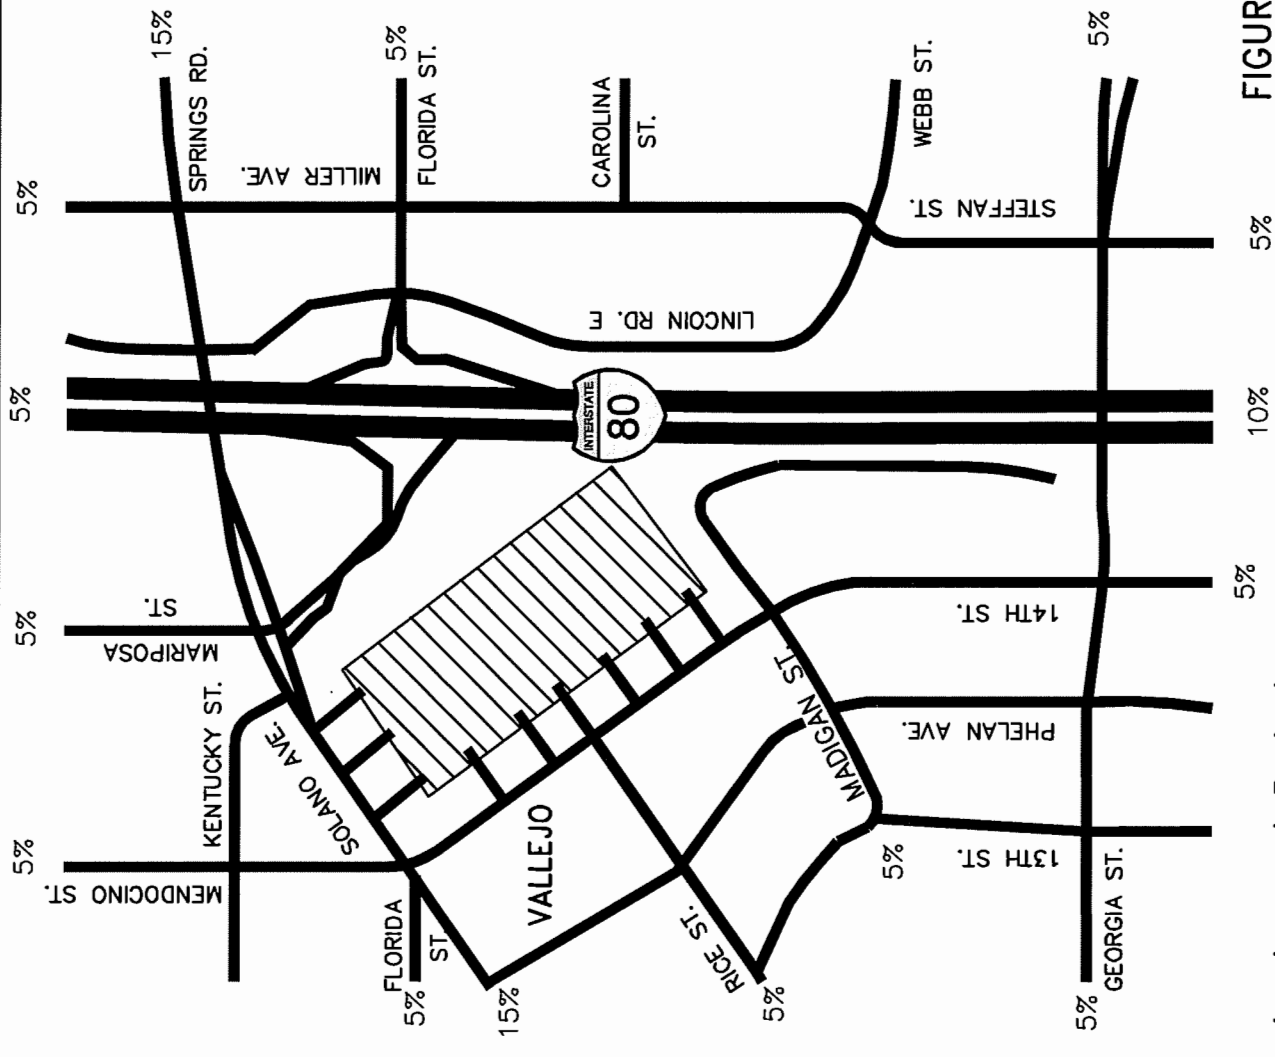 15%
SPRINGS RD.
5%
FLORIDA ST.
CAROLINA
ST.
WEBB ST.
5%
FIGUR
5%
MILLER AVE.
STEFFAN ST.
5%
LINCOIN RD. E
5%
INTERSTATE
80
10%
5%
MARIPOSA
ST.
14TH ST.
5%
KENTUCKY ST.
SOLANO AVE.
MADIGAN ST.
PHELAN AVE.
5%
MENDOCINO ST.
VALLEJO
5%
13TH ST.
FLORIDA
ST.
5%
15%
RICE ST.
5%
GEORGIA ST.
5%